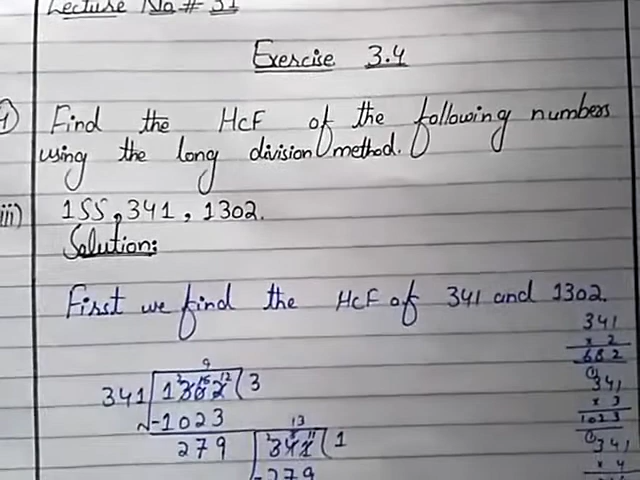 Lecture No # 31
Exercise 3.4
1) Find the HCF of the following numbers
using the long division method.
iii) 155, 341, 1302.
Solution:
First we find the HCF of 341 and 1302.
341
x 2
682
341
x 3
1023
341
x 4
341 1302 3
-1023
279 341 1
-279